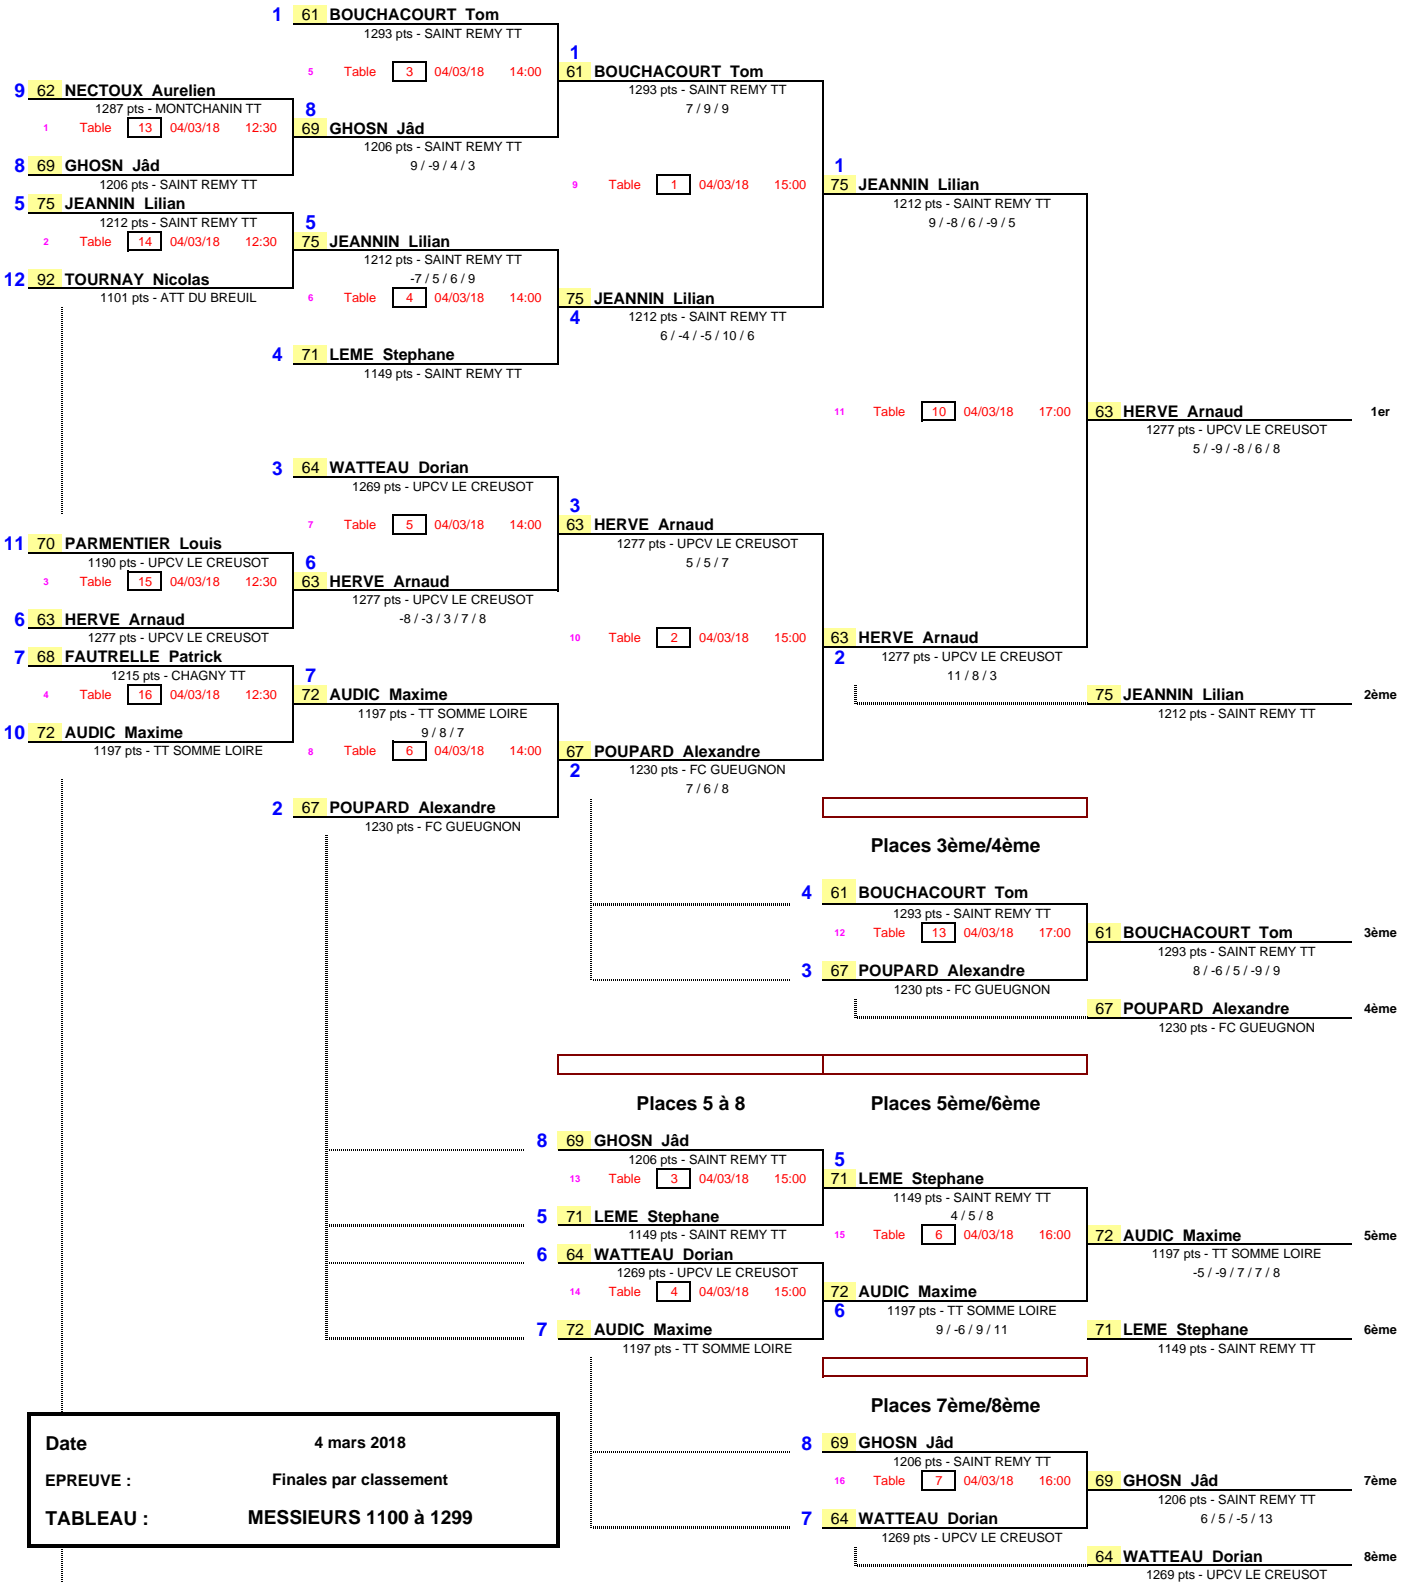 1 61 BOUCHACOURT Tom
1293 pts - SAINT REMY TT
1
5 Table 3 04/03/18 14:00 61 BOUCHACOURT Tom
9 62 NECTOUX Aurelien 1293 pts - SAINT REMY TT
1287 pts - MONTCHANIN TT 8 7 / 9 / 9
1 Table 13 04/03/18 12:30 69 GHOSN Jâd
1206 pts - SAINT REMY TT
8 69 GHOSN Jâd 9 / -9 / 4 / 3 1
1206 pts - SAINT REMY TT 9 Table 1 04/03/18 15:00 75 JEANNIN Lilian
5 75 JEANNIN Lilian 1212 pts - SAINT REMY TT
1212 pts - SAINT REMY TT 5 9 / -8 / 6 / -9 / 5
2 Table 14 04/03/18 12:30 75 JEANNIN Lilian
1212 pts - SAINT REMY TT
12 92 TOURNAY Nicolas -7 / 5 / 6 / 9
1101 pts - ATT DU BREUIL 6 Table 4 04/03/18 14:00 75 JEANNIN Lilian
4 1212 pts - SAINT REMY TT
6 / -4 / -5 / 10 / 6
4 71 LEME Stephane
1149 pts - SAINT REMY TT
11 Table 10 04/03/18 17:00 63 HERVE Arnaud 1er
1277 pts - UPCV LE CREUSOT
5 / -9 / -8 / 6 / 8
3 64 WATTEAU Dorian
1269 pts - UPCV LE CREUSOT
3
7 Table 5 04/03/18 14:00 63 HERVE Arnaud
11 70 PARMENTIER Louis 1277 pts - UPCV LE CREUSOT
1190 pts - UPCV LE CREUSOT 6 5 / 5 / 7
3 Table 15 04/03/18 12:30 63 HERVE Arnaud
1277 pts - UPCV LE CREUSOT
6 63 HERVE Arnaud -8 / -3 / 3 / 7 / 8
1277 pts - UPCV LE CREUSOT 10 Table 2 04/03/18 15:00 63 HERVE Arnaud
7 68 FAUTRELLE Patrick 2 1277 pts - UPCV LE CREUSOT
1215 pts - CHAGNY TT 7 11 / 8 / 3
4 Table 16 04/03/18 12:30 72 AUDIC Maxime 75 JEANNIN Lilian 2ème
1197 pts - TT SOMME LOIRE 1212 pts - SAINT REMY TT
10 72 AUDIC Maxime 9 / 8 / 7
1197 pts - TT SOMME LOIRE 8 Table 6 04/03/18 14:00 67 POUPARD Alexandre
2 1230 pts - FC GUEUGNON
7 / 6 / 8
2 67 POUPARD Alexandre
1230 pts - FC GUEUGNON
Places 3ème/4ème
4 61 BOUCHACOURT Tom
1293 pts - SAINT REMY TT
12 Table 13 04/03/18 17:00 61 BOUCHACOURT Tom 3ème
1293 pts - SAINT REMY TT
3 67 POUPARD Alexandre 8 / -6 / 5 / -9 / 9
1230 pts - FC GUEUGNON
67 POUPARD Alexandre 4ème
1230 pts - FC GUEUGNON
Places 5 à 8 Places 5ème/6ème
8 69 GHOSN Jâd
1206 pts - SAINT REMY TT 5
13 Table 3 04/03/18 15:00 71 LEME Stephane
1149 pts - SAINT REMY TT
5 71 LEME Stephane 4 / 5 / 8
1149 pts - SAINT REMY TT 15 Table 6 04/03/18 16:00 72 AUDIC Maxime 5ème
6 64 WATTEAU Dorian 1197 pts - TT SOMME LOIRE
1269 pts - UPCV LE CREUSOT -5 / -9 / 7 / 7 / 8
14 Table 4 04/03/18 15:00 72 AUDIC Maxime
6 1197 pts - TT SOMME LOIRE
7 72 AUDIC Maxime 9 / -6 / 9 / 11 71 LEME Stephane 6ème
1197 pts - TT SOMME LOIRE 1149 pts - SAINT REMY TT
Places 7ème/8ème
8 69 GHOSN Jâd
1206 pts - SAINT REMY TT
16 Table 7 04/03/18 16:00 69 GHOSN Jâd 7ème
1206 pts - SAINT REMY TT
7 64 WATTEAU Dorian 6 / 5 / -5 / 13
1269 pts - UPCV LE CREUSOT
64 WATTEAU Dorian 8ème
1269 pts - UPCV LE CREUSOT
Date 4 mars 2018
EPREUVE : Finales par classement
TABLEAU : MESSIEURS 1100 à 1299